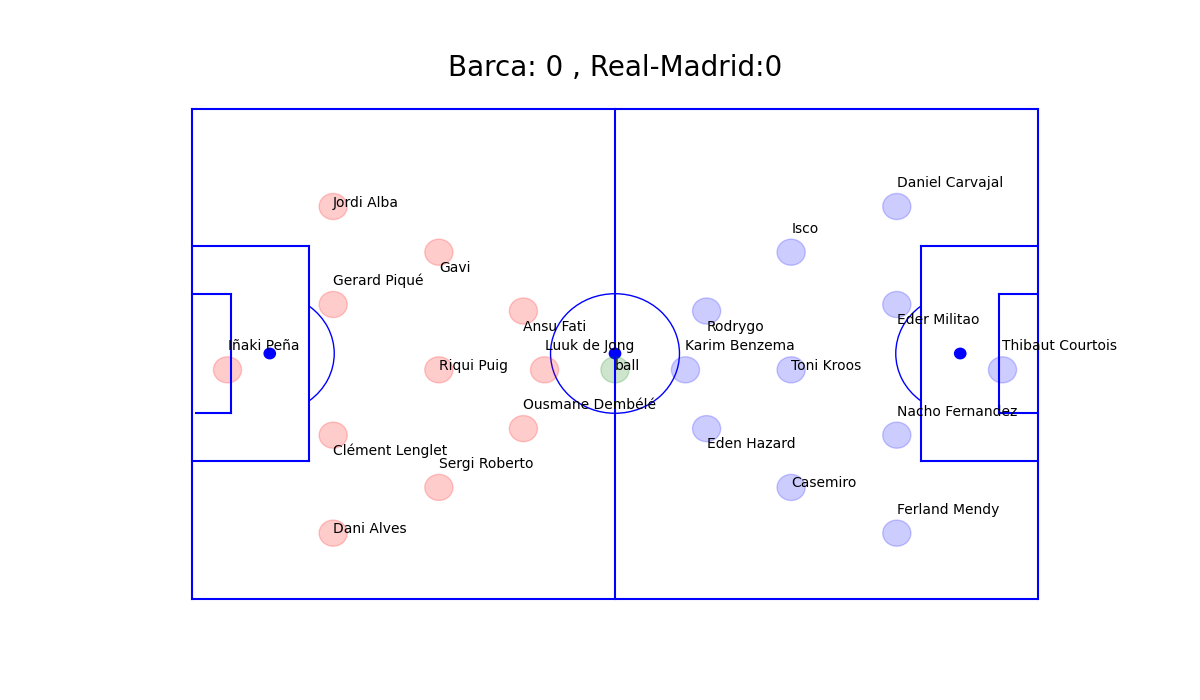 Barca: 0 , Real-Madrid:0
Daniel Carvajal
Jordi Alba
Isco
Gavi
Gerard Piqué
Eder Militao
Ansu Fati
Rodrygo
Iñaki Peña
Luuk de Jong
Karim Benzema
Thibaut Courtois
Riqui Puig
ball
Toni Kroos
Ousmane Dembélé
Nacho Fernandez
Eden Hazard
Clément Lenglet
Sergi Roberto
Casemiro
Ferland Mendy
Dani Alves